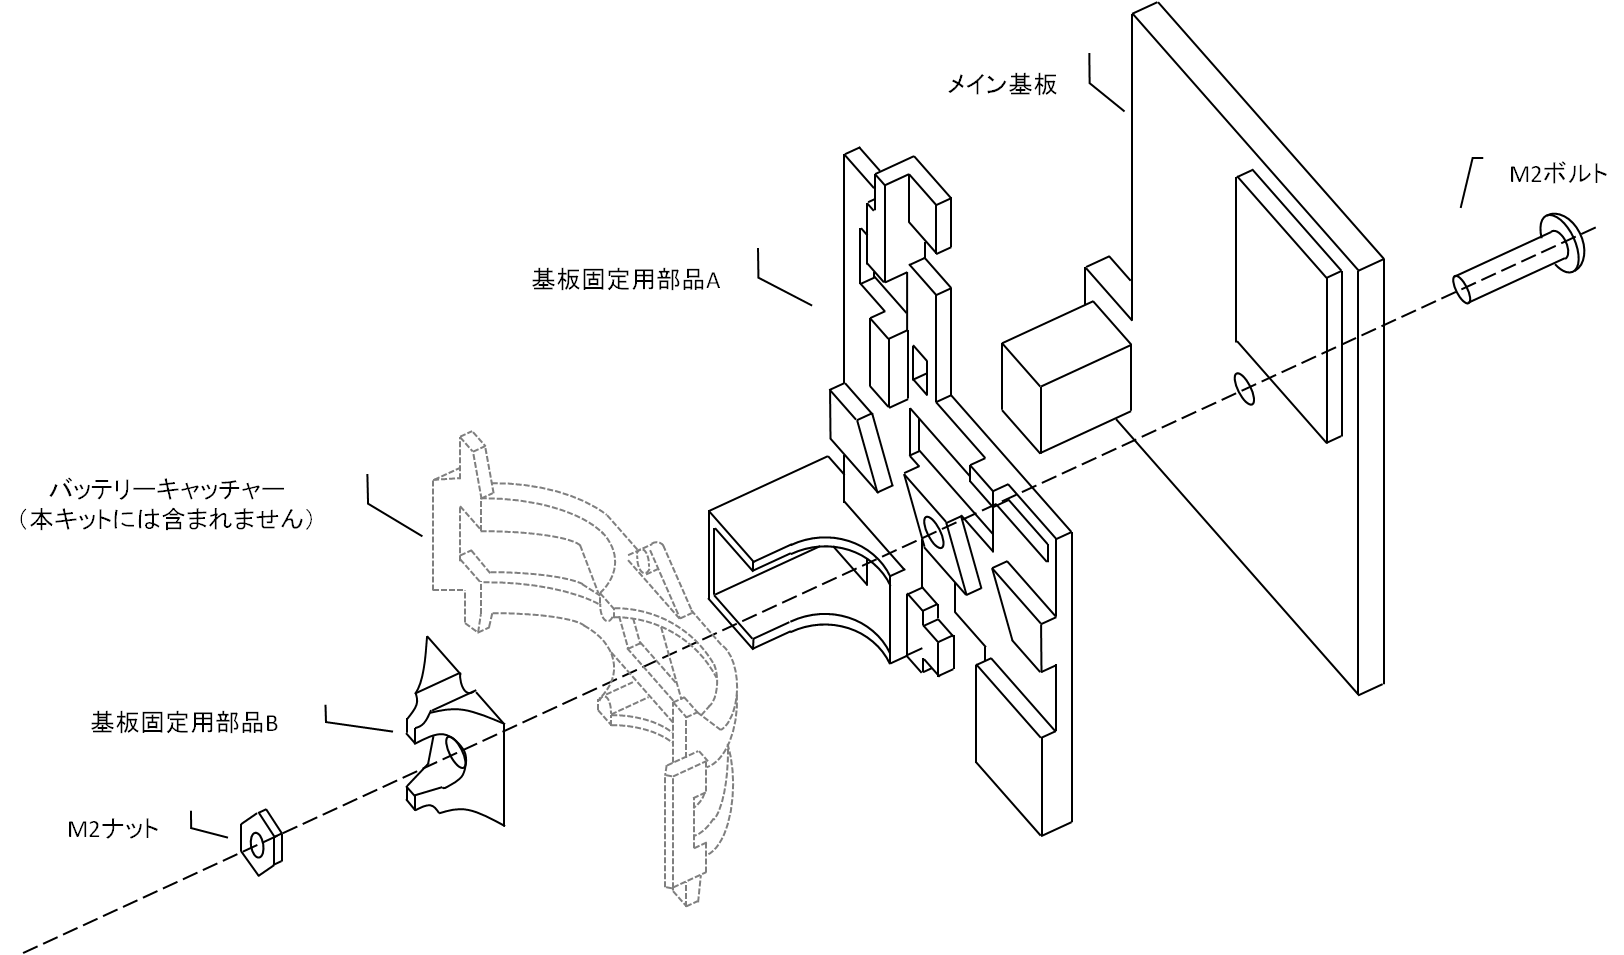 メイン基板
M2ボルト
基板固定用部品A
バッテリーキャッチャー
（本キットには含まれません）
基板固定用部品B
M2ナット